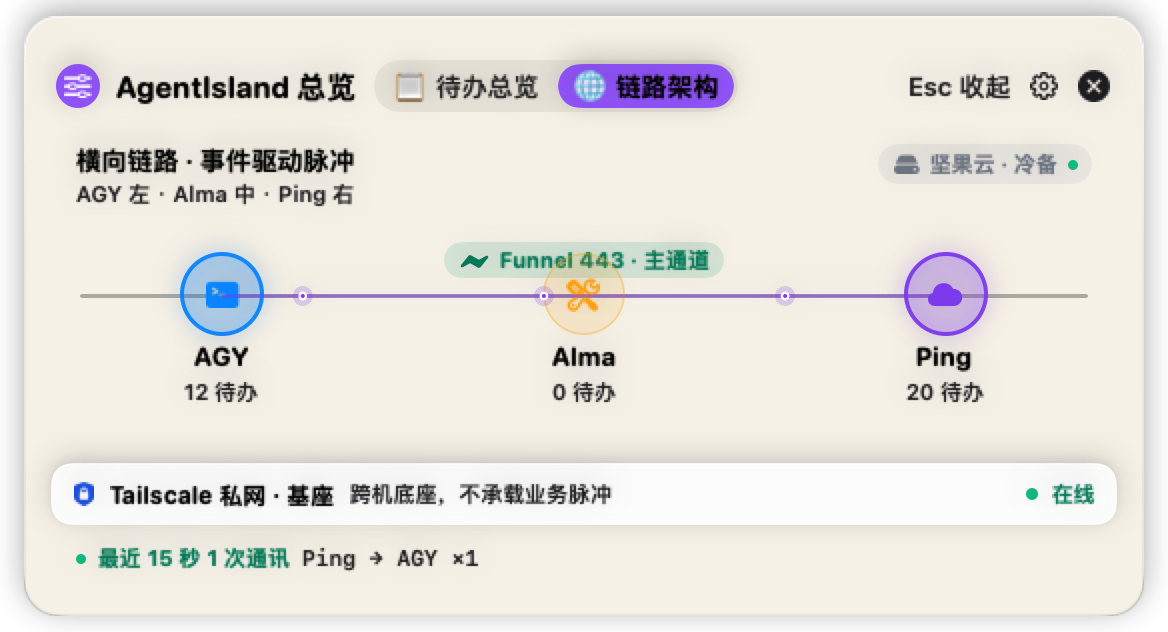 AgentIsland 总览 待办总览 链路架构 Esc 收起
横向链路 · 事件驱动脉冲
坚果云 · 冷备
AGY 左 · Alma 中 · Ping 右
Funnel 443 · 主通道
AGY Alma Ping
12 待办 0 待办 20 待办
Tailscale 私网 · 基座 跨机底座，不承载业务脉冲 在线
最近 15 秒 1 次通讯 Ping → AGY ×1